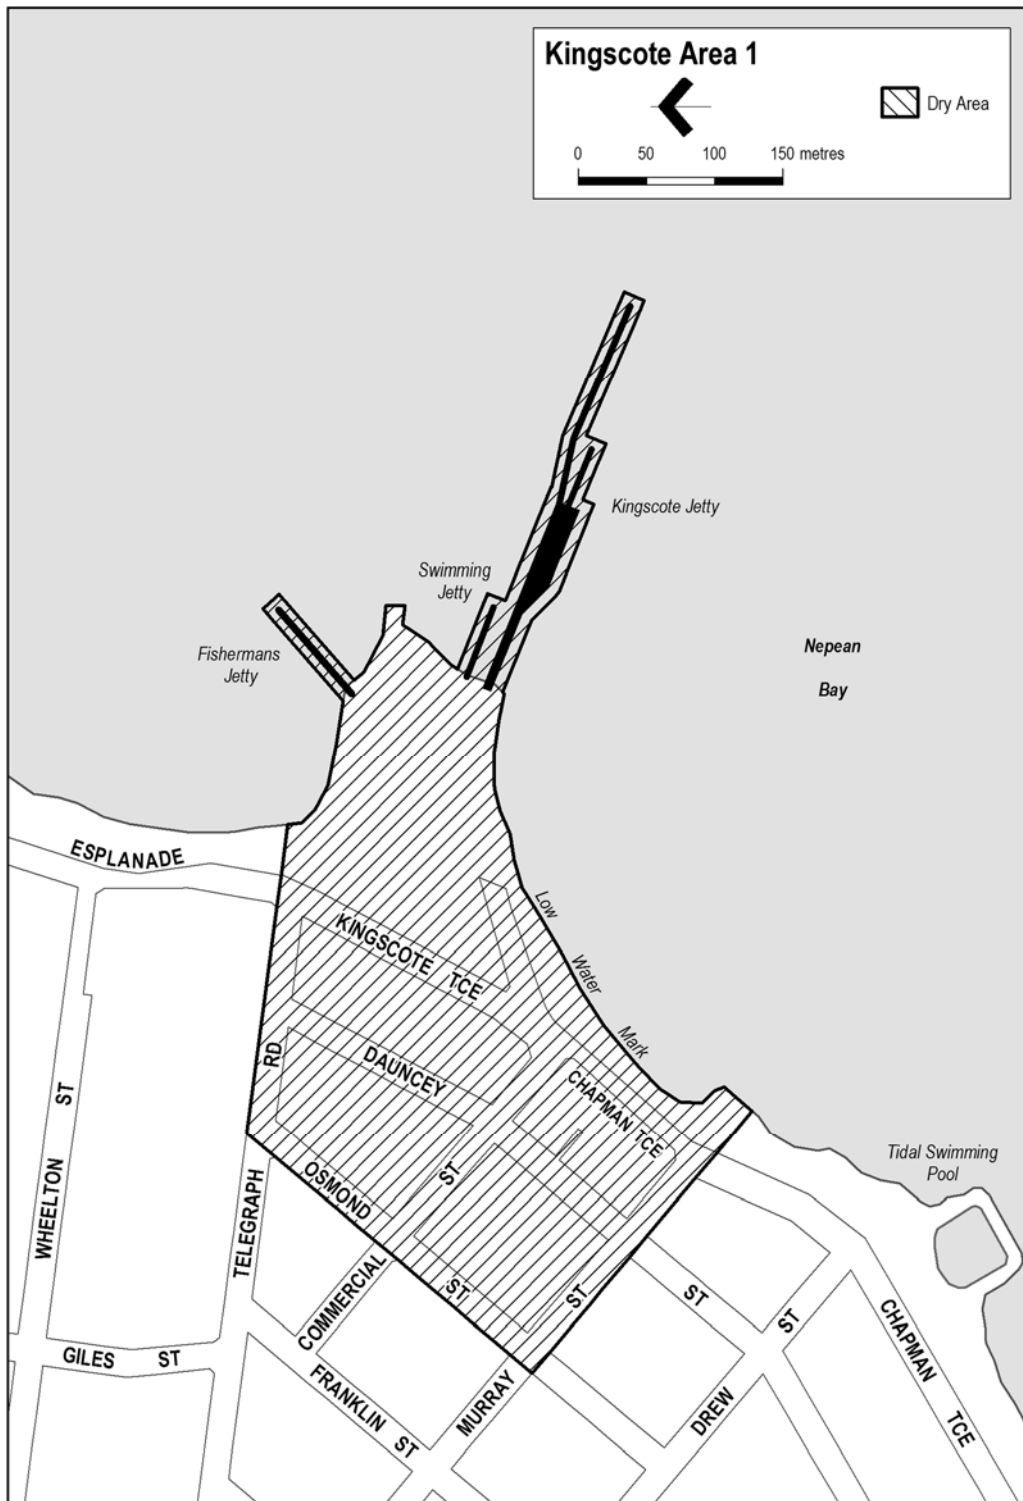 Kingscote Area 1
Dry Area
0 50 100 150 metres
Kingscote Jetty
Swimming
Jetty
Fishermans
Jetty
Nepean
Bay
ESPLANADE
Low
Water
Mark
KINGSCOTE TCE
RD
DAUNCEY
ST
CHAPMAN TCE
WHEELTON ST
TELEGRAPH
OSMOND
ST
Tidal Swimming
Pool
COMMERCIAL
ST
ST
GILES ST
FRANKLIN ST
MURRAY
DREW
ST
CHAPMAN
TCE